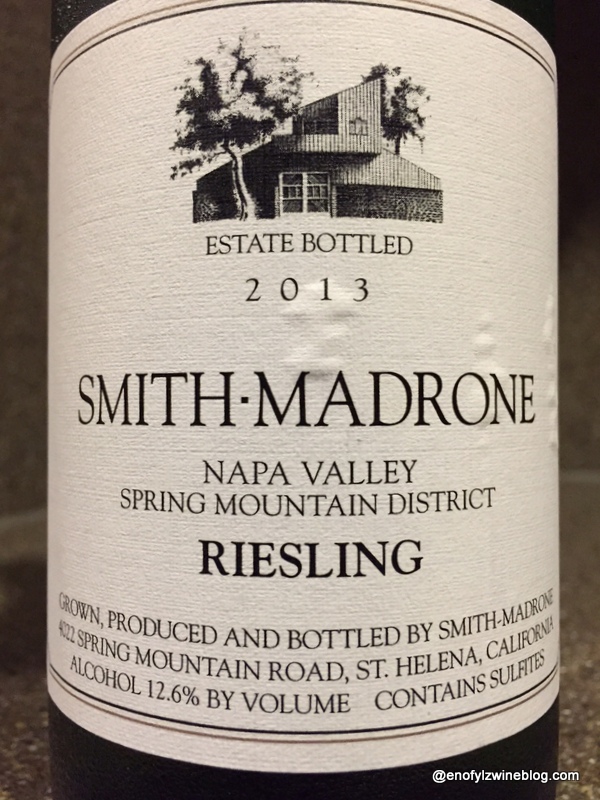 ESTATE BOTTLED
2013
SMITH·MADRONE
NAPA VALLEY
SPRING MOUNTAIN DISTRICT
RIESLING
GROWN, PRODUCED AND BOTTLED BY SMITH-MADRONE
4022 SPRING MOUNTAIN ROAD, ST. HELENA, CALIFORNIA
ALCOHOL 12.6% BY VOLUME CONTAINS SULFITES
@enofylzwineblog.com